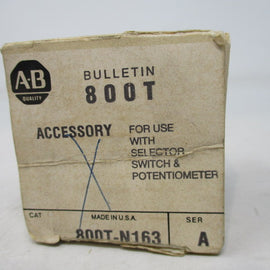 AB
QUALITY
BULLETIN
800T
ACCESSORY
FOR USE
WITH
SELECTOR
SWITCH &
POTENTIOMETER
CAT
MADE IN U.S.A.
SER
800T-N163
A